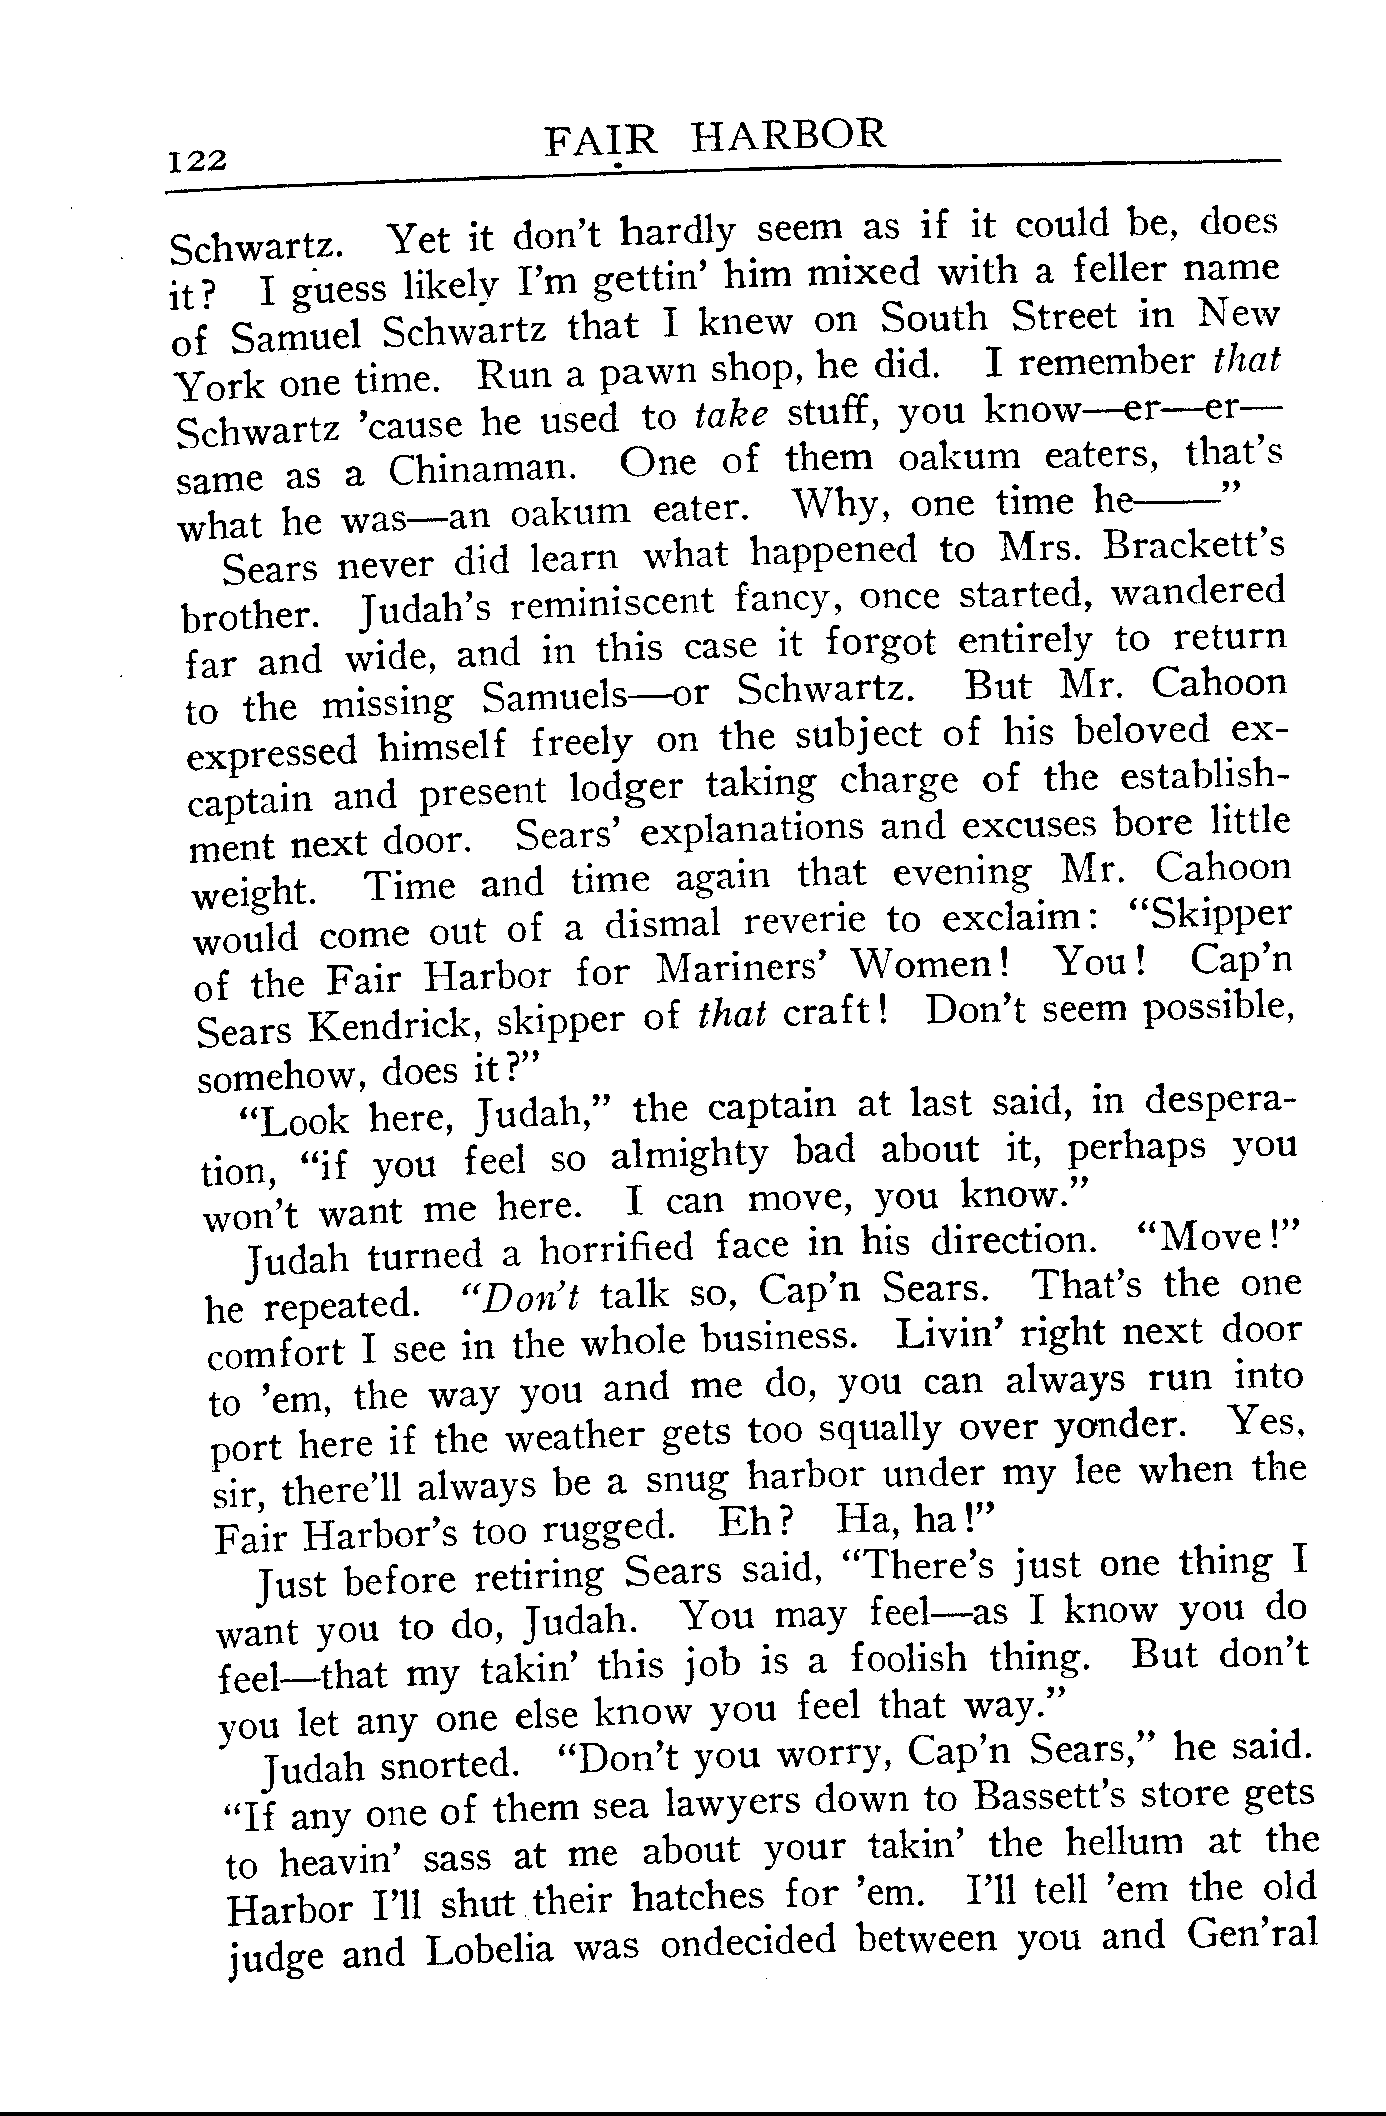 122 FAIR HARBOR
Schwartz. Yet it don't hardly seem as if it could be, does
it? I guess likely I'm gettin' him mixed with a feller name
of Samuel Schwartz that I knew on South Street in New
York one time. Run a pawn shop, he did. I remember that
Schwartz 'cause he used to take stuff, you know—er—er—
same as a Chinaman. One of them oakum eaters, that's
what he was—an oakum eater. Why, one time he——"
Sears never did learn what happened to Mrs. Brackett's
brother. Judah's reminiscent fancy, once started, wandered
far and wide, and in this case it forgot entirely to return
to the missing Samuels—or Schwartz. But Mr. Cahoon
expressed himself freely on the subject of his beloved ex-
captain and present lodger taking charge of the establish-
ment next door. Sears' explanations and excuses bore little
weight. Time and time again that evening Mr. Cahoon
would come out of a dismal reverie to exclaim: "Skipper
of the Fair Harbor for Mariners' Women! You! Cap'n
Sears Kendrick, skipper of that craft! Don't seem possible,
somehow, does it?"
"Look here, Judah," the captain at last said, in despera-
tion, "if you feel so almighty bad about it, perhaps you
won't want me here. I can move, you know."
Judah turned a horrified face in his direction. "Move!"
he repeated. "Don't talk so, Cap'n Sears. That's the one
comfort I see in the whole business. Livin' right next door
to 'em, the way you and me do, you can always run into
port here if the weather gets too squally over yonder. Yes,
sir, there'll always be a snug harbor under my lee when the
Fair Harbor's too rugged. Eh? Ha, ha!"
Just before retiring Sears said, "There's just one thing I
want you to do, Judah. You may feel—as I know you do
feel—that my takin' this job is a foolish thing. But don't
you let any one else know you feel that way."
Judah snorted. "Don't you worry, Cap'n Sears," he said.
"If any one of them sea lawyers down to Bassett's store gets
to heavin' sass at me about your takin' the hellum at the
Harbor I'll shut their hatches for 'em. I'll tell 'em the old
judge and Lobelia was ondecided between you and Gen'ral